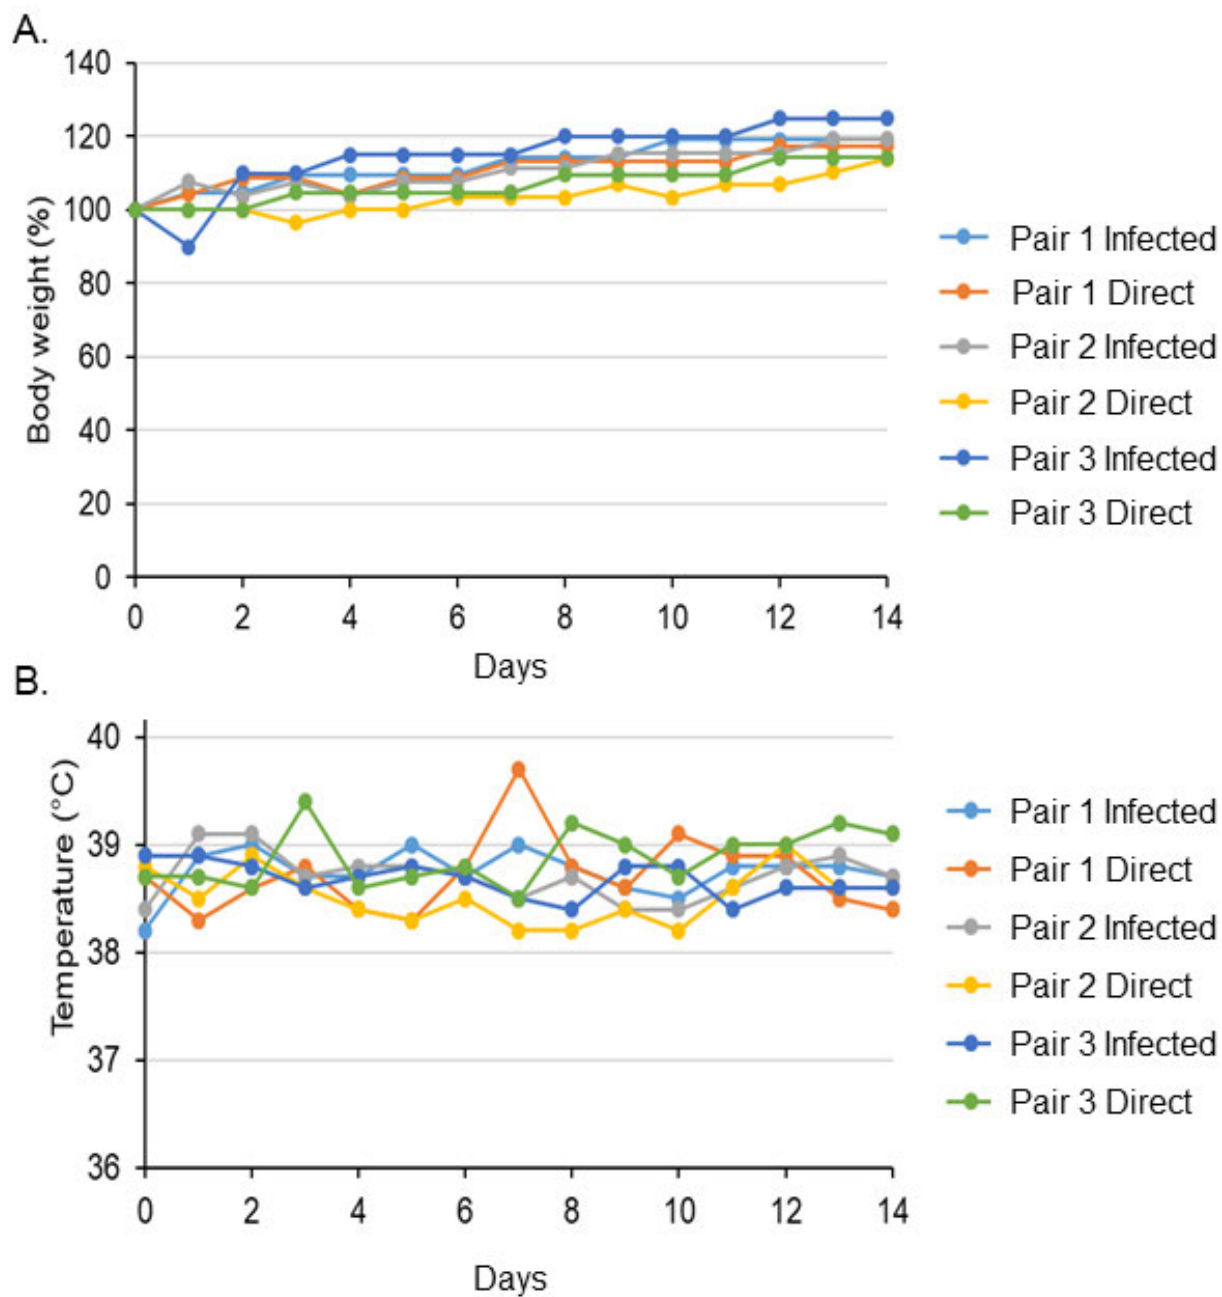 A.
140
120
100
80
60
40
20
0
0 2 4 6 8 10 12 14
Body weight (%)
Days
Pair 1 Infected
Pair 1 Direct
Pair 2 Infected
Pair 2 Direct
Pair 3 Infected
Pair 3 Direct
B.
40
39
38
37
36
0 2 4 6 8 10 12 14
Temperature (°C)
Days
Pair 1 Infected
Pair 1 Direct
Pair 2 Infected
Pair 2 Direct
Pair 3 Infected
Pair 3 Direct